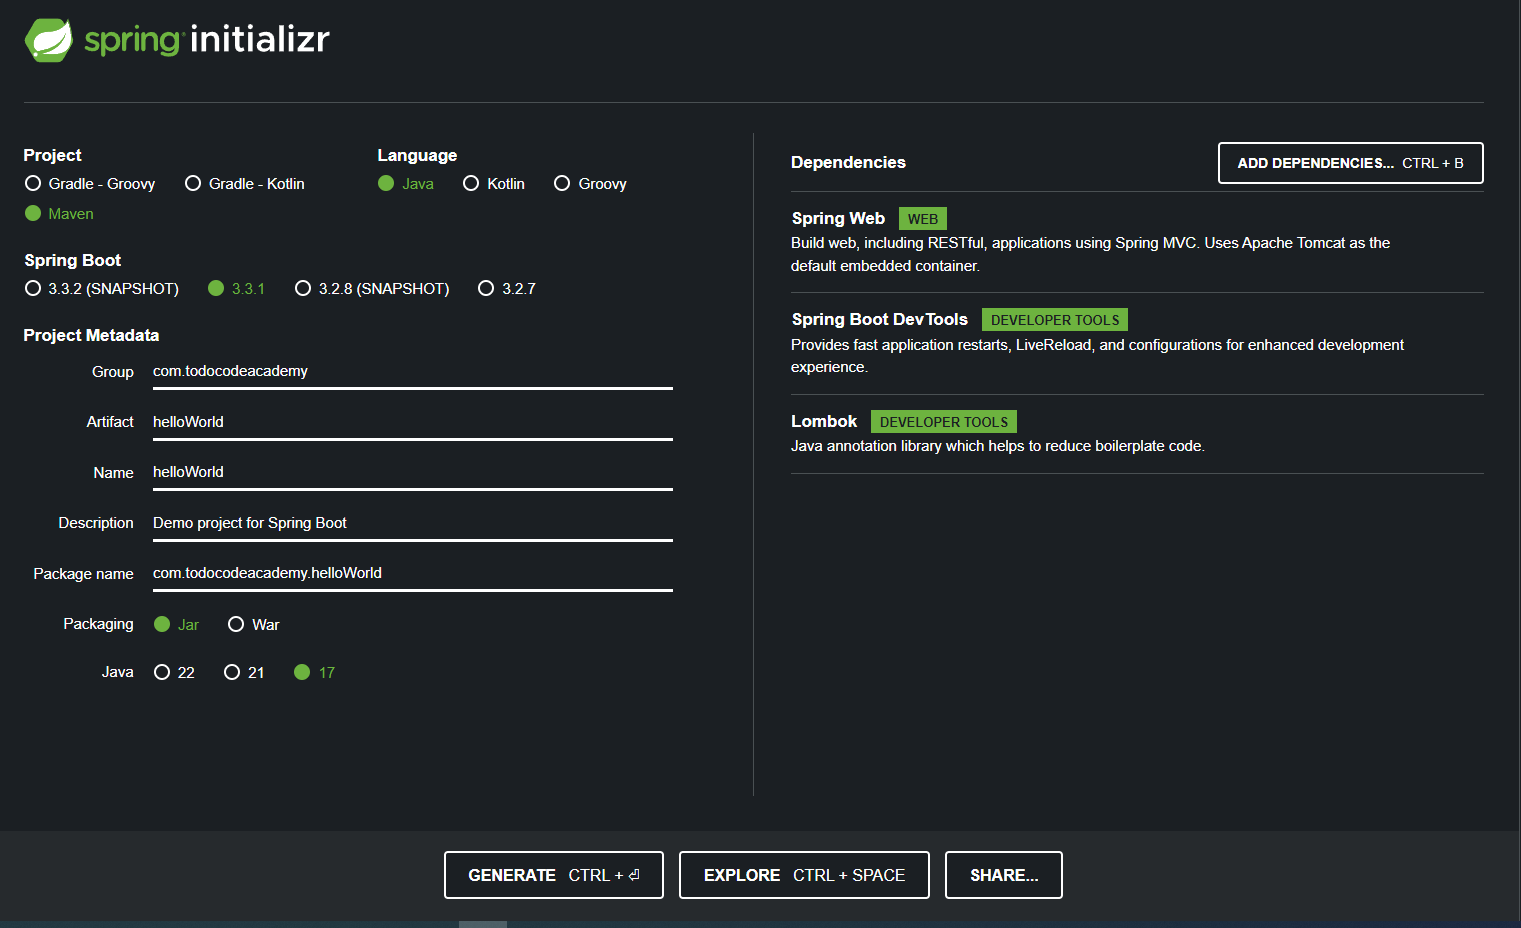 spring initializr
Project
Gradle - Groovy Gradle - Kotlin
Maven
Language
Java Kotlin Groovy
Spring Boot
3.3.2 (SNAPSHOT) 3.3.1 3.2.8 (SNAPSHOT) 3.2.7
Project Metadata
Group com.todocodeacademy
Artifact helloWorld
Name helloWorld
Description Demo project for Spring Boot
Package name com.todocodeacademy.helloWorld
Packaging Jar War
Java 22 21 17
Dependencies ADD DEPENDENCIES... CTRL + B
Spring Web WEB
Build web, including RESTful, applications using Spring MVC. Uses Apache Tomcat as the
default embedded container.
Spring Boot DevTools DEVELOPER TOOLS
Provides fast application restarts, LiveReload, and configurations for enhanced development
experience.
Lombok DEVELOPER TOOLS
Java annotation library which helps to reduce boilerplate code.
GENERATE CTRL + ⏎ EXPLORE CTRL + SPACE SHARE...